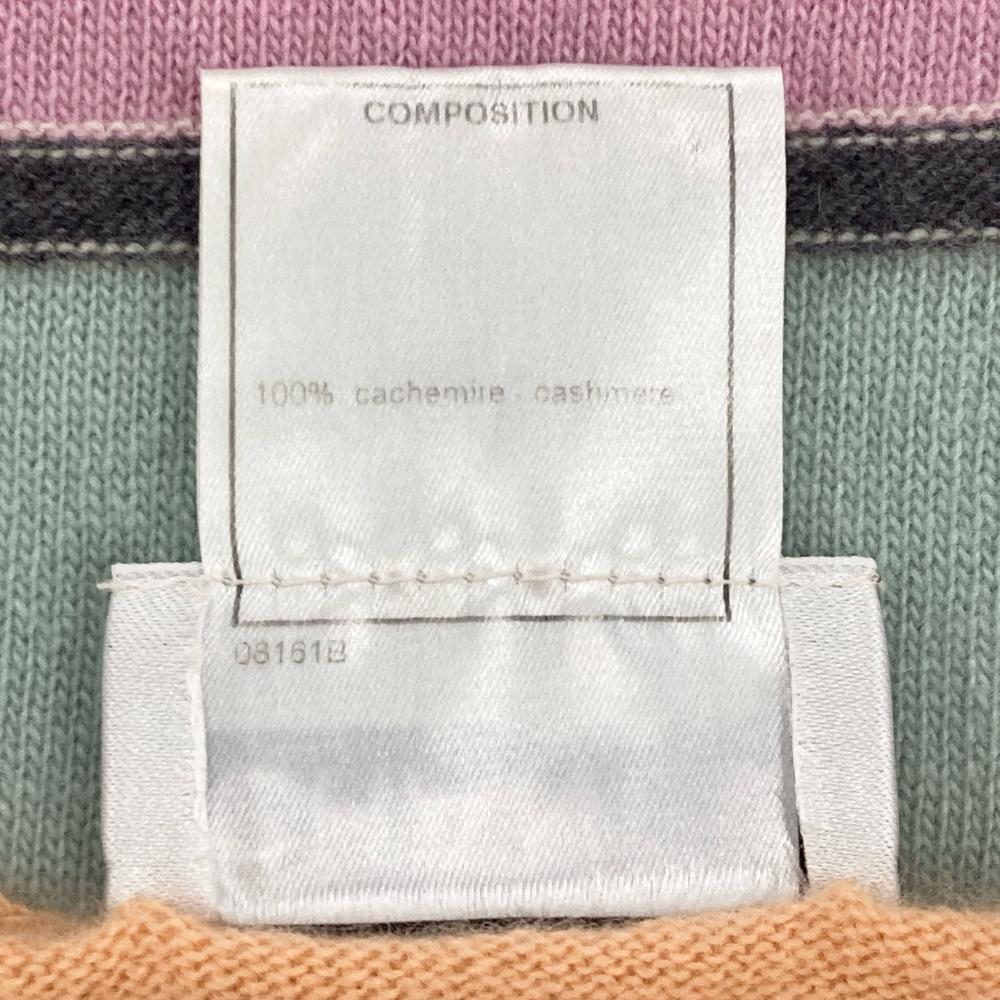 COMPOSITION
100% cachemire - cashmere
08161B